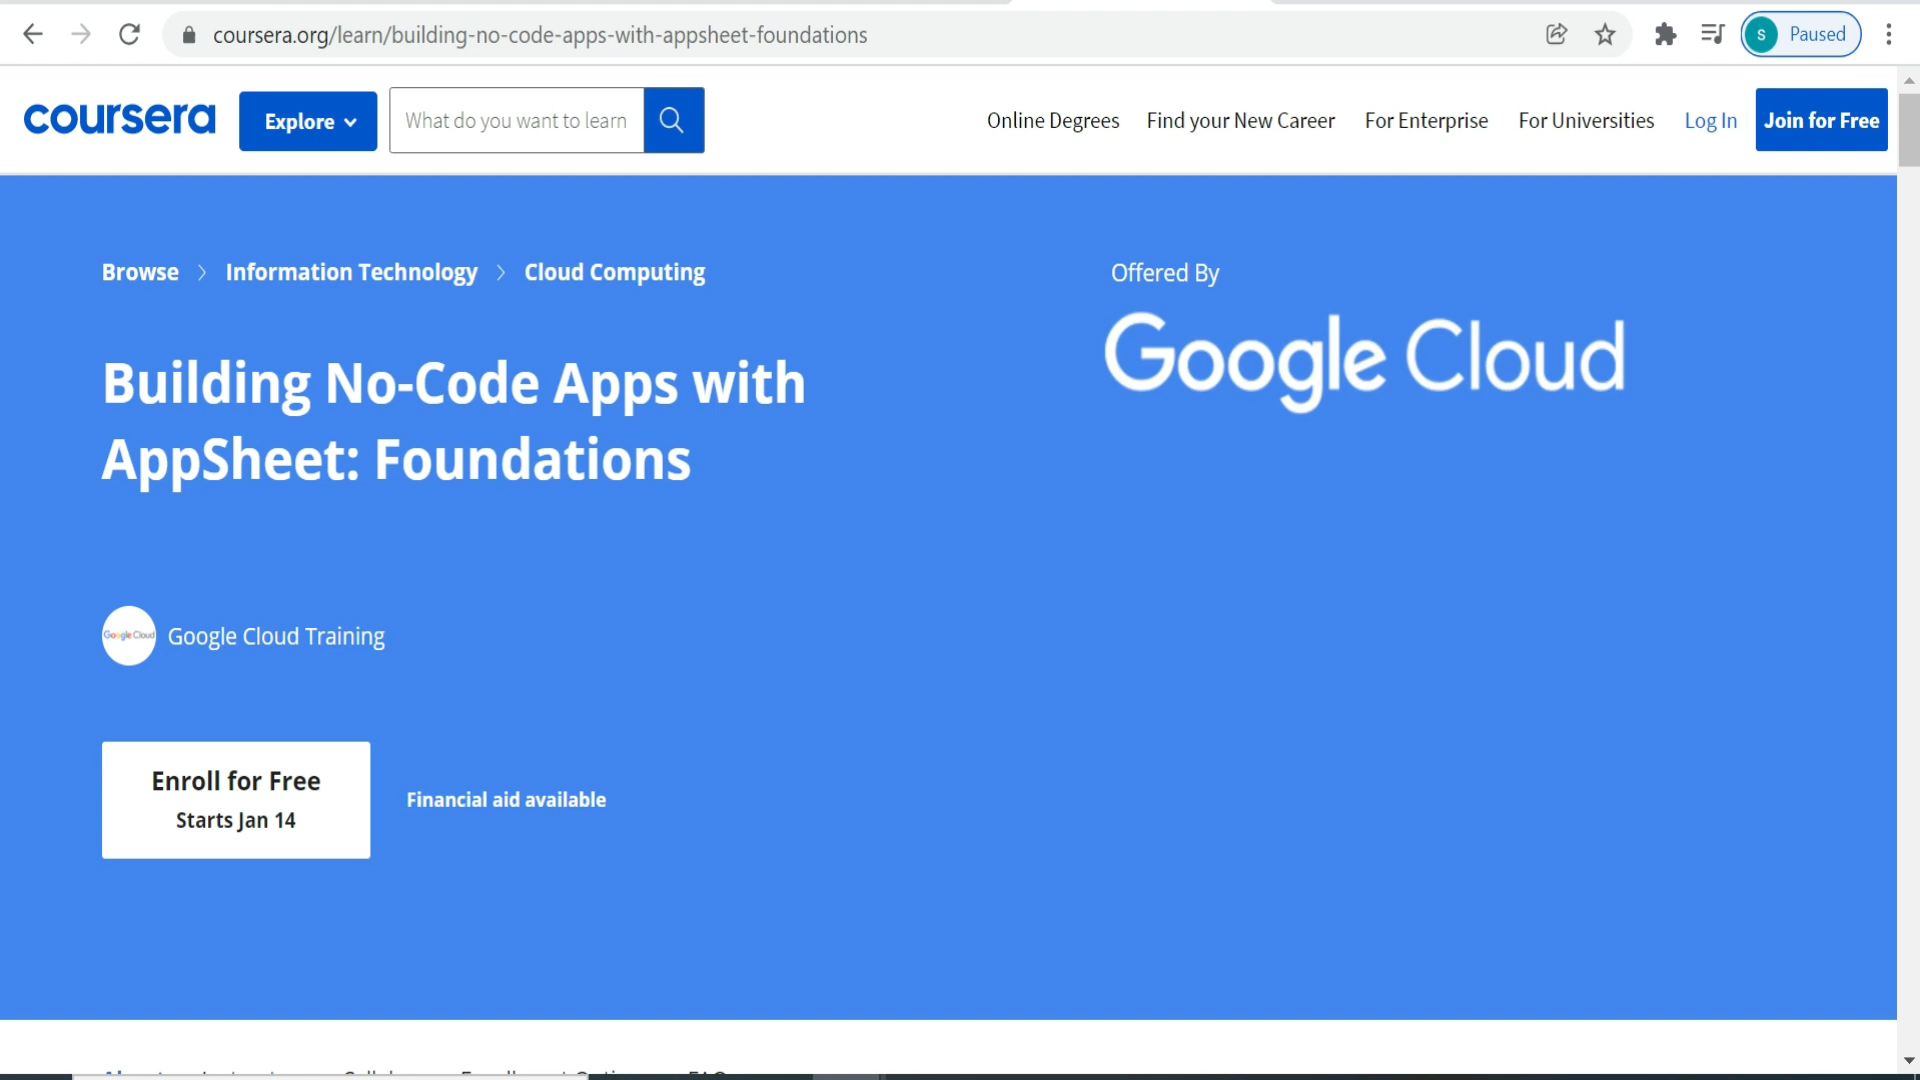 coursera.org/learn/building-no-code-apps-with-appsheet-foundations
S
Paused
coursera
Explore
What do you want to learn
Online Degrees
Find your New Career
For Enterprise
For Universities
Log In
Join for Free
Browse
Information Technology
Cloud Computing
Offered By
Google Cloud
Building No-Code Apps with
AppSheet: Foundations
Google Cloud
Google Cloud Training
Enroll for Free
Starts Jan 14
Financial aid available